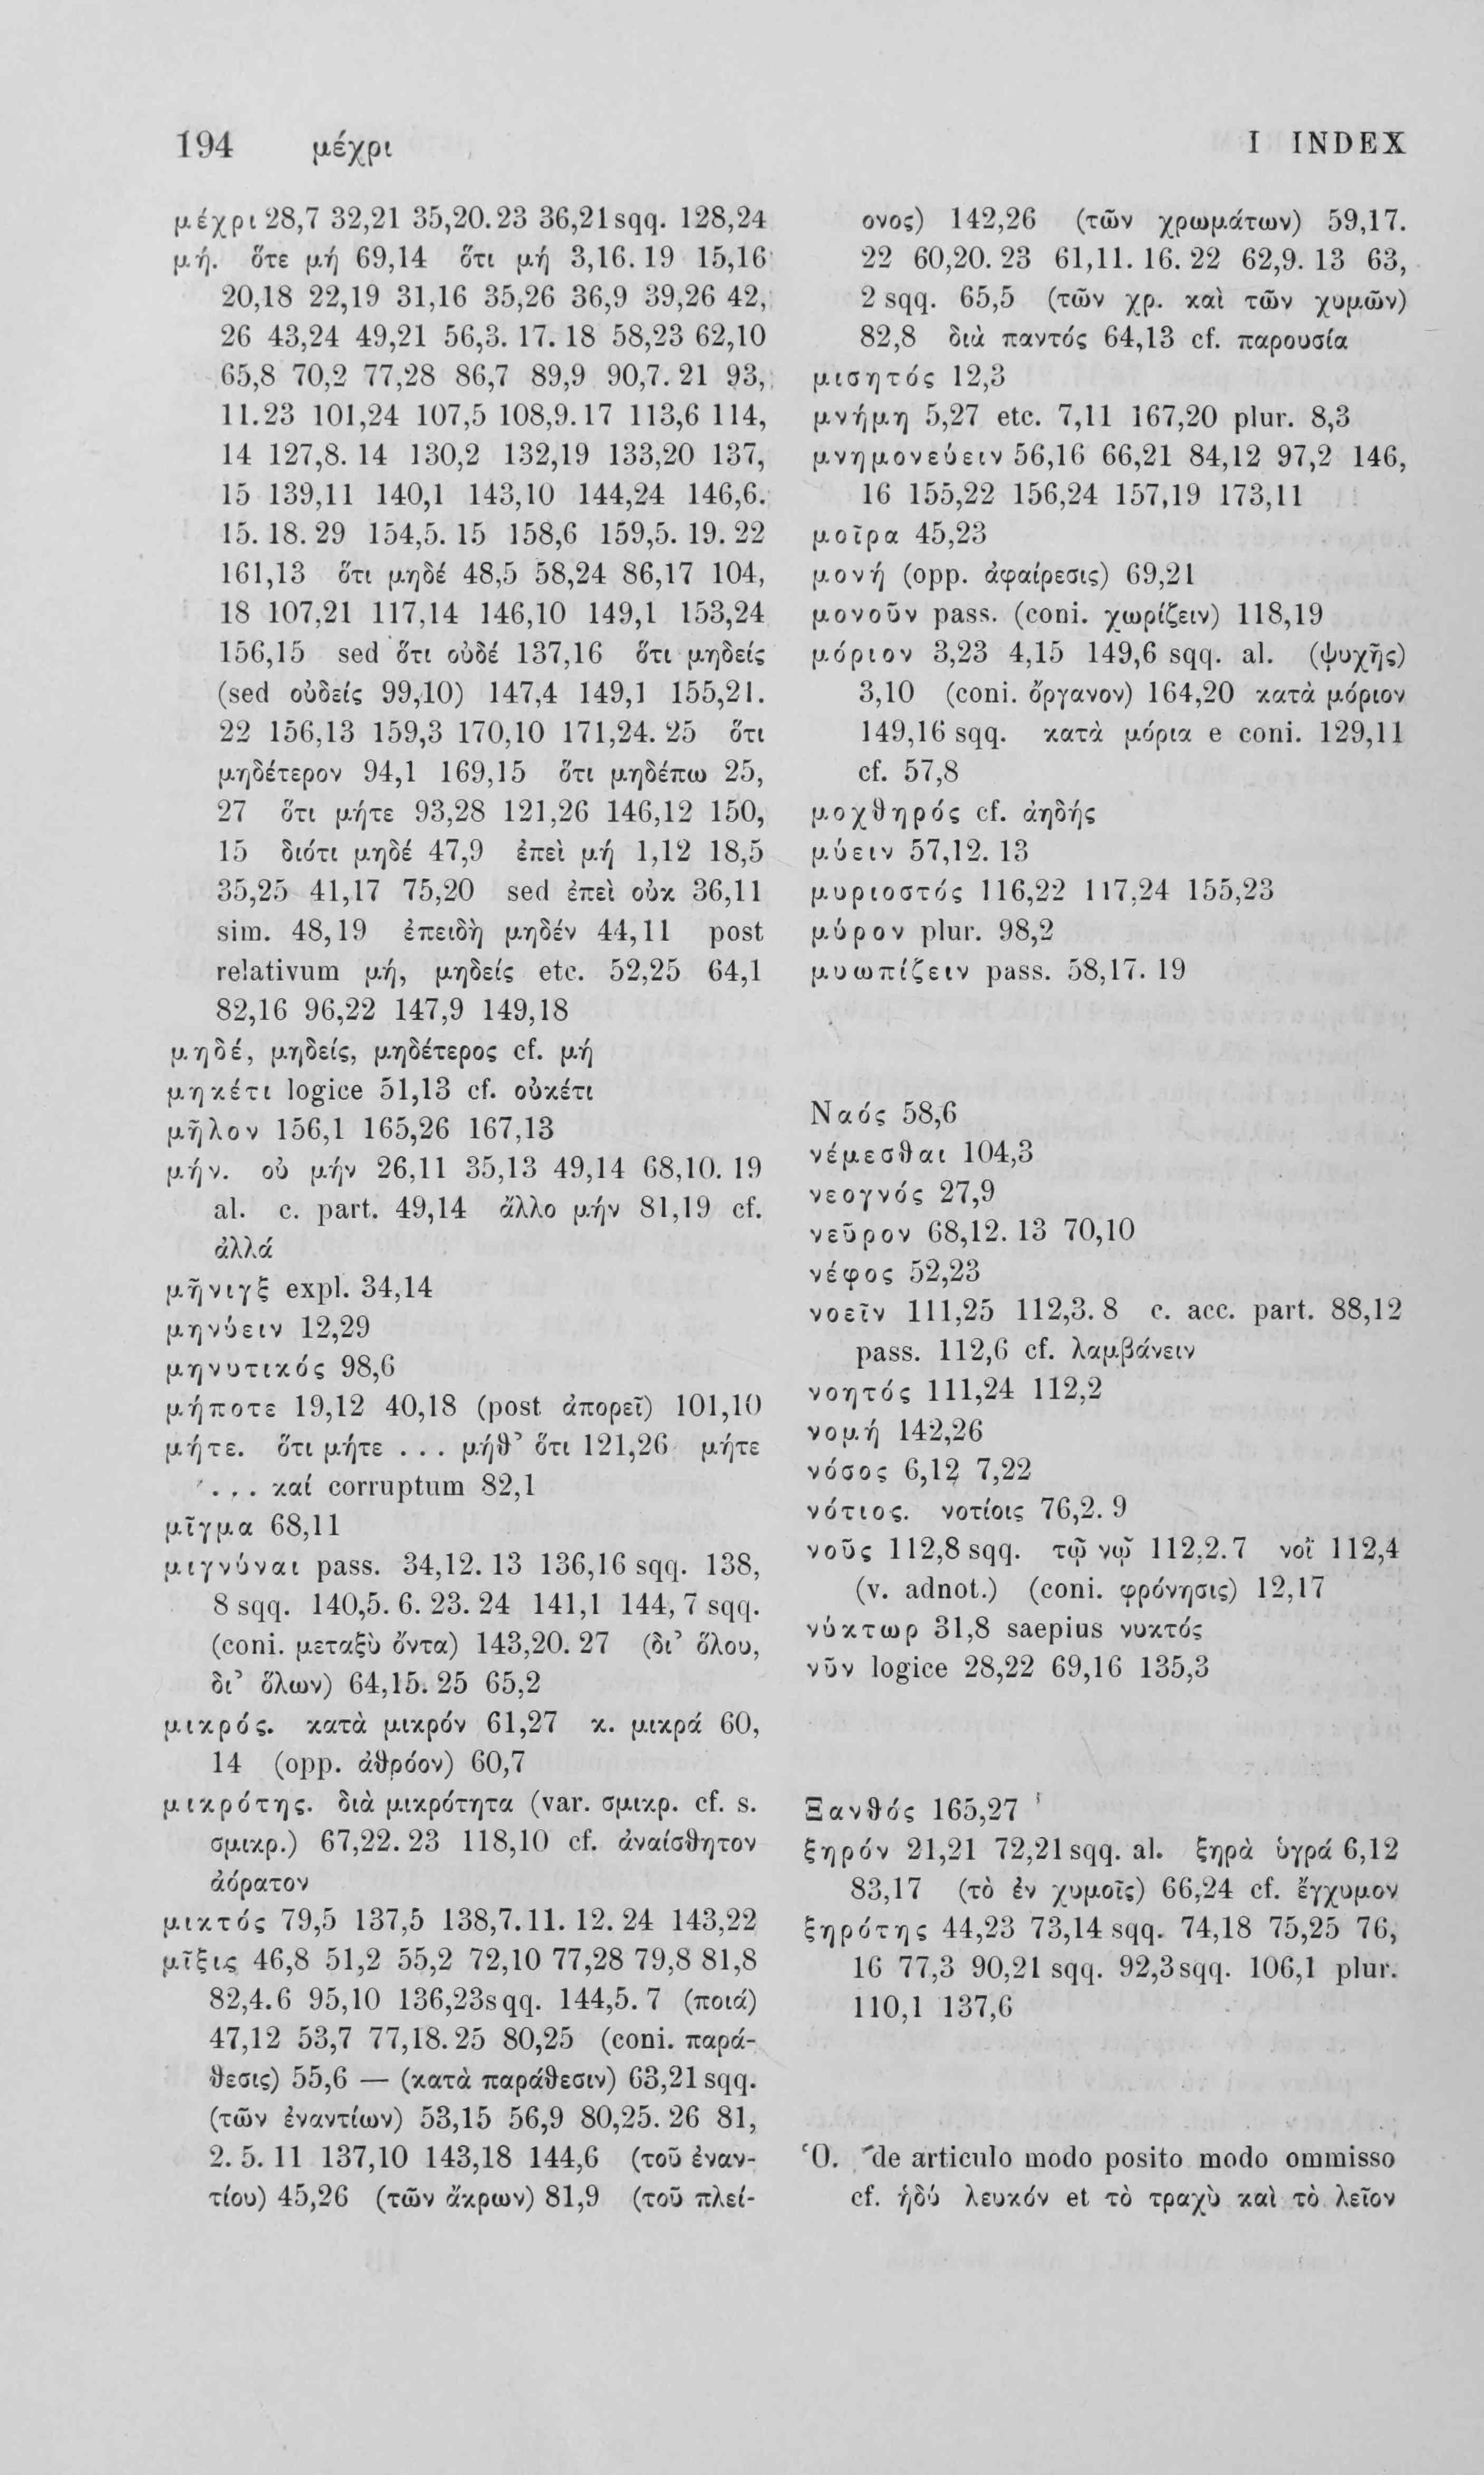 194 μέχρι I INDEX
μέχρι 28,7 32,21 35,20.23 36,21 sqq. 128,24
μή. ὅτε μή 69,14 ὅτι μή 3,16.19 15,16
20,18 22,19 31,16 35,26 36,9 39,26 42,
26 43,24 49,21 56,3. 17. 18 58,23 62,10
65,8 70,2 77,28 86,7 89,9 90,7. 21 93,
11.23 101,24 107,5 108,9.17 113,6 114,
14 127,8. 14 130,2 132,19 133,20 137,
15 139,11 140,1 143,10 144,24 146,6.
15. 18. 29 154,5. 15 158,6 159,5. 19. 22
161,13 ὅτι μηδέ 48,5 58,24 86,17 104,
18 107,21 117,14 146,10 149,1 153,24
156,15 sed ὅτι οὐδέ 137,16 ὅτι μηδείς
(sed οὐδείς 99,10) 147,4 149,1 155,21.
22 156,13 159,3 170,10 171,24. 25 ὅτι
μηδέτερον 94,1 169,15 ὅτι μηδέπω 25,
27 ὅτι μήτε 93,28 121,26 146,12 150,
15 διότι μηδέ 47,9 ἐπεὶ μή 1,12 18,5
35,25 41,17 75,20 sed ἐπεὶ οὐκ 36,11
sim. 48,19 ἐπειδὴ μηδέν 44,11 post
relativum μή, μηδείς etc. 52,25 64,1
82,16 96,22 147,9 149,18
μηδέ, μηδείς, μηδέτερος cf. μή
μηκέτι logice 51,13 cf. οὐκέτι
μῆλον 156,1 165,26 167,13
μήν. οὐ μήν 26,11 35,13 49,14 68,10. 19
al. c. part. 49,14 ἄλλο μήν 81,19 cf.
ἀλλά
μῆνιγξ expl. 34,14
μηνύειν 12,29
μηνυτικός 98,6
μήποτε 19,12 40,18 (post ἀπορεῖ) 101,10
μήτε. ὅτι μήτε . . . μήθ’ ὅτι 121,26 μήτε
. . . καί corruptum 82,1
μῖγμα 68,11
μιγνύναι pass. 34,12. 13 136,16 sqq. 138,
8 sqq. 140,5. 6. 23. 24 141,1 144, 7 sqq.
(coni. μεταξὺ ὄντα) 143,20. 27 (δι’ ὅλου,
δι’ ὅλων) 64,15. 25 65,2
μικρός. κατὰ μικρόν 61,27 κ. μικρά 60,
14 (opp. ἀθρόον) 60,7
μικρότης. διὰ μικρότητα (var. σμικρ. cf. s.
σμικρ.) 67,22. 23 118,10 cf. ἀναίσθητον
ἀόρατον
μικτός 79,5 137,5 138,7. 11. 12. 24 143,22
μῖξις 46,8 51,2 55,2 72,10 77,28 79,8 81,8
82,4.6 95,10 136,23sqq. 144,5. 7 (ποιά)
47,12 53,7 77,18. 25 80,25 (coni. παρά-
θεσις) 55,6 — (κατὰ παράθεσιν) 63,21 sqq.
(τῶν ἐναντίων) 53,15 56,9 80,25. 26 81,
2. 5. 11 137,10 143,18 144,6 (τοῦ ἐναν-
τίου) 45,26 (τῶν ἄκρων) 81,9 (τοῦ πλεί-
ονος) 142,26 (τῶν χρωμάτων) 59,17.
22 60,20. 23 61,11. 16. 22 62,9. 13 63,
2 sqq. 65,5 (τῶν χρ. καὶ τῶν χυμῶν)
82,8 διὰ παντός 64,13 cf. παρουσία
μισητός 12,3
μνήμη 5,27 etc. 7,11 167,20 plur. 8,3
μνημονεύειν 56,16 66,21 84,12 97,2 146,
16 155,22 156,24 157,19 173,11
μοῖρα 45,23
μονή (opp. ἀφαίρεσις) 69,21
μονοῦν pass. (coni. χωρίζειν) 118,19
μόριον 3,23 4,15 149,6 sqq. al. (ψυχῆς)
3,10 (coni. ὄργανον) 164,20 κατὰ μόριον
149,16 sqq. κατὰ μόρια e coni. 129,11
cf. 57,8
μοχθηρός cf. ἀηδής
μύειν 57,12. 13
μυριοστός 116,22 117,24 155,23
μύρον plur. 98,2
μυωπίζειν pass. 58,17. 19
Ναός 58,6
νέμεσθαι 104,3
νεογνός 27,9
νεῦρον 68,12. 13 70,10
νέφος 52,23
νοεῖν 111,25 112,3. 8 c. acc. part. 88,12
pass. 112,6 cf. λαμβάνειν
νοητός 111,24 112,2
νομή 142,26
νόσος 6,12 7,22
νότιος. νοτίοις 76,2. 9
νοῦς 112,8 sqq. τῷ νῷ 112,2. 7 νοΐ 112,4
(v. adnot.) (coni. φρόνησις) 12,17
νύκτωρ 31,8 saepius νυκτός
νῦν logice 28,22 69,16 135,3
Ξανθός 165,27
ξηρόν 21,21 72,21 sqq. al. ξηρὰ ὑγρά 6,12
83,17 (τὸ ἐν χυμοῖς) 66,24 cf. ἔγχυμον
ξηρότης 44,23 73,14 sqq. 74,18 75,25 76,
16 77,3 90,21 sqq. 92,3 sqq. 106,1 plur.
110,1 137,6
Ὁ. de articulo modo posito modo ommisso
cf. ἡδύ λευκόν et τὸ τραχὺ καὶ τὸ λεῖον